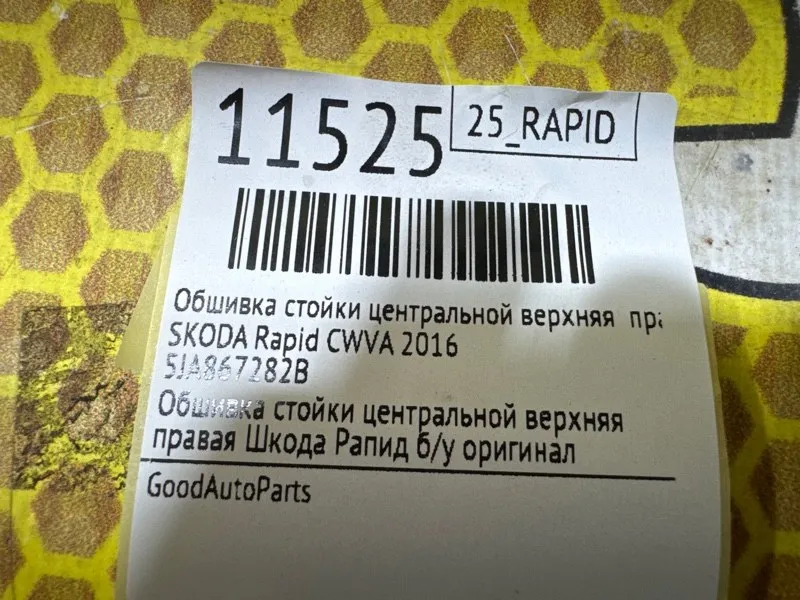 11525
25_RAPID
Обшивка стойки центральной верхняя пра
SKODA Rapid CWVA 2016
5JA867282B
Обшивка стойки центральной верхняя
правая Шкода Рапид б/у оригинал
GoodAutoParts